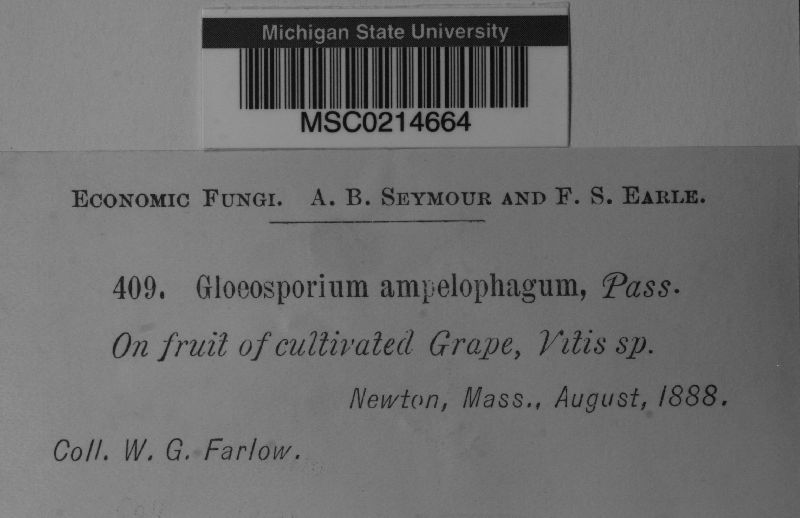 Michigan State University
MSC0214664
ECONOMIC FUNGI. A. B. SEYMOUR AND F. S. EARLE.
409. Gloeosporium ampelophagum, Pass.
On fruit of cultivated Grape, Vitis sp.
Newton, Mass., August, 1888.
Coll. W. G. Farlow.